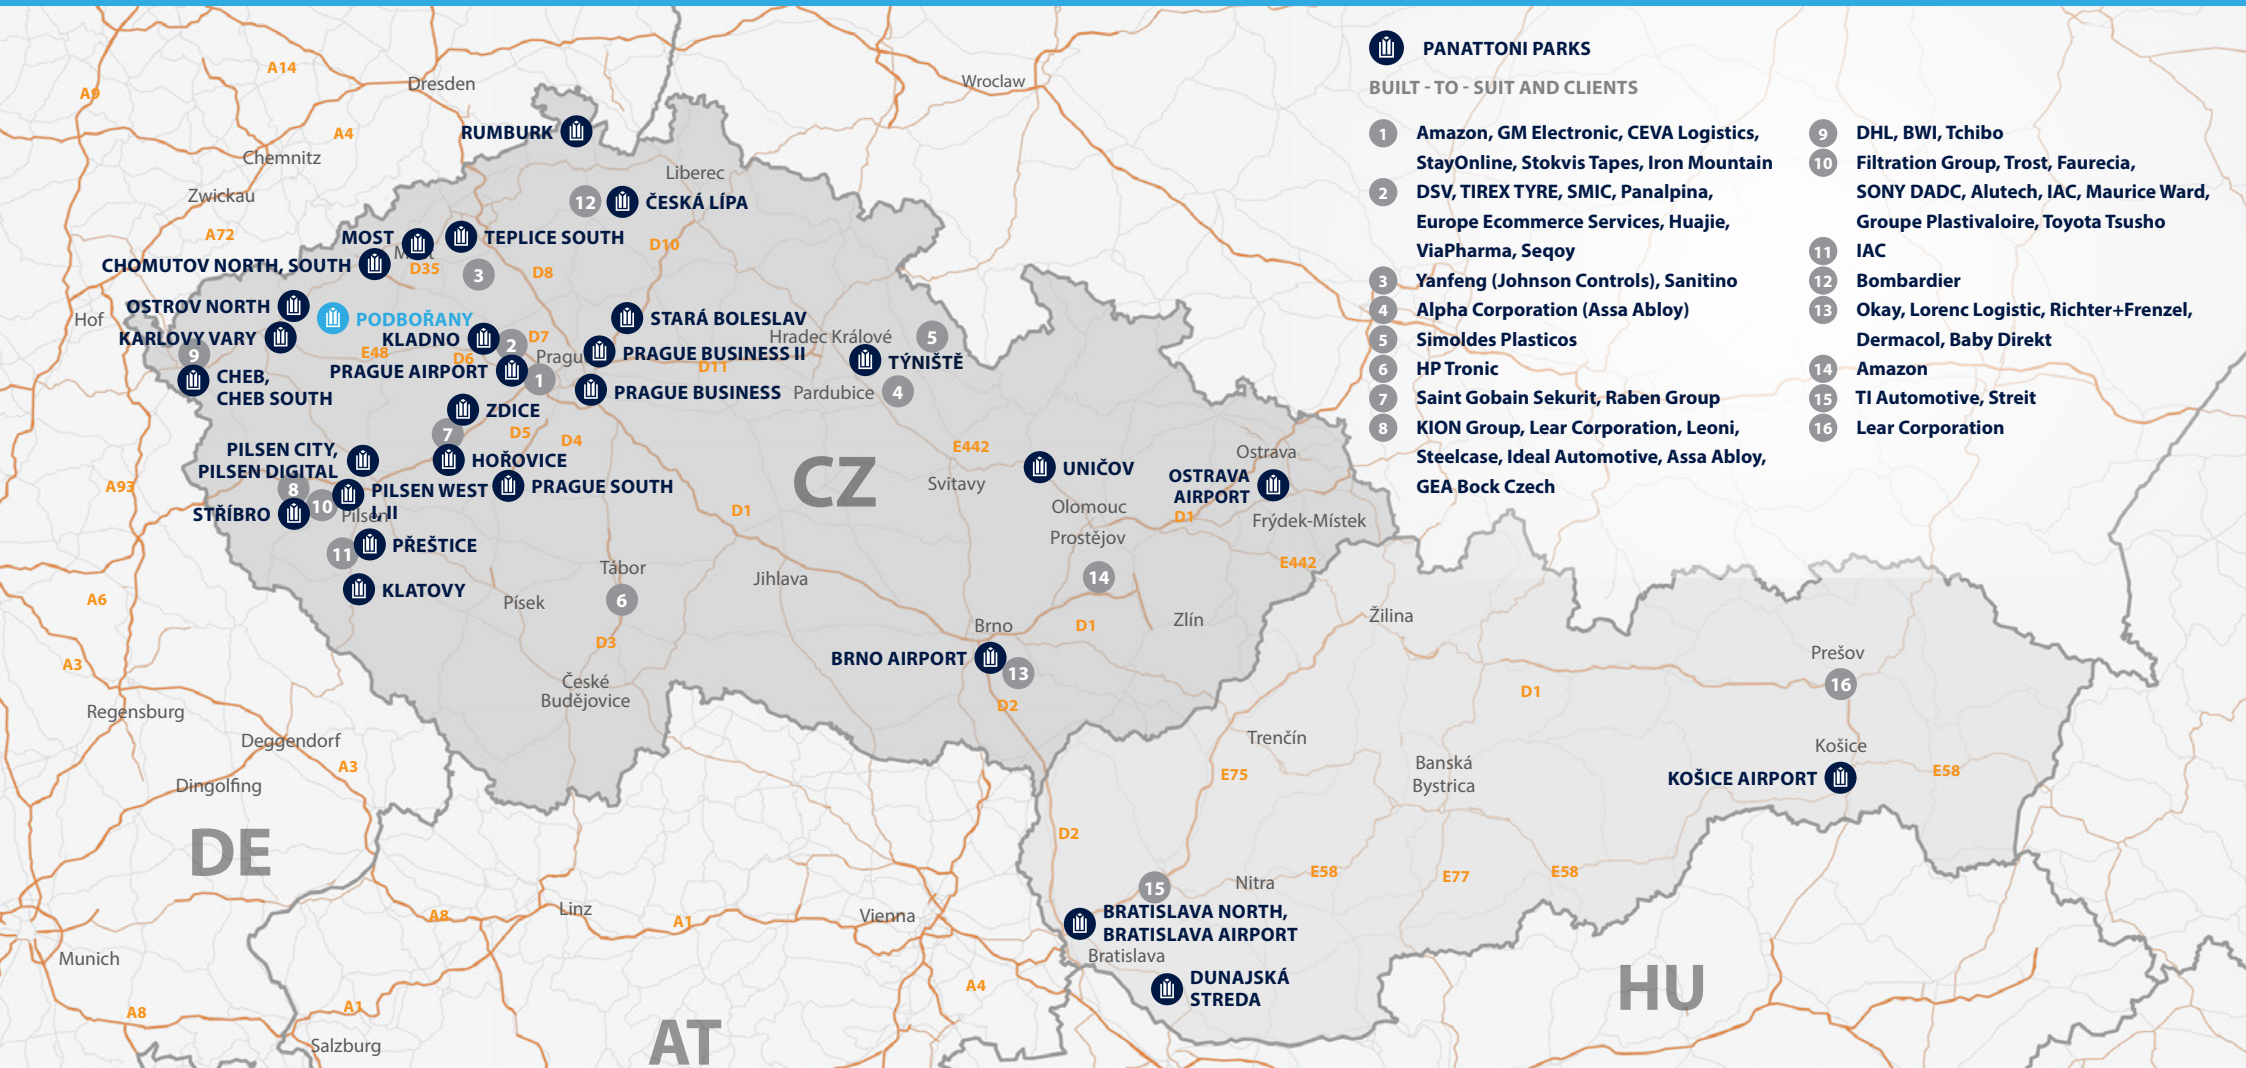 PANATTONI PARKS
BUILT - TO - SUIT AND CLIENTS
1 Amazon, GM Electronic, CEVA Logistics,
StayOnline, Stokvis Tapes, Iron Mountain
2 DSV, TIREX TYRE, SMIC, Panalpina,
Europe Ecommerce Services, Huajie,
ViaPharma, Seqoy
3 Yanfeng (Johnson Controls), Sanitino
4 Alpha Corporation (Assa Abloy)
5 Simoldes Plasticos
6 HP Tronic
7 Saint Gobain Sekurit, Raben Group
8 KION Group, Lear Corporation, Leoni,
Steelcase, Ideal Automotive, Assa Abloy,
GEA Bock Czech
9 DHL, BWI, Tchibo
10 Filtration Group, Trost, Faurecia,
SONY DADC, Alutech, IAC, Maurice Ward,
Groupe Plastivaloire, Toyota Tsusho
11 IAC
12 Bombardier
13 Okay, Lorenc Logistic, Richter+Frenzel,
Dermacol, Baby Direkt
14 Amazon
15 TI Automotive, Streit
16 Lear Corporation
A14
A9
Dresden
Wroclaw
A4
RUMBURK
Chemnitz
Liberec
Zwickau
12
ČESKÁ LÍPA
A72
MOST
TEPLICE SOUTH
D10
CHOMUTOV NORTH, SOUTH
D35
3
D8
OSTROV NORTH
Hof
PODBOŘANY
STARÁ BOLESLAV
KARLOVY VARY
KLADNO
D7
Hradec Králové
5
9
E48
D6
2
Pragu
PRAGUE BUSINESS II
D11
TÝNIŠTĚ
PRAGUE AIRPORT
1
CHEB,
CHEB SOUTH
PRAGUE BUSINESS
Pardubice
4
ZDICE
7
D5
D4
PILSEN CITY,
PILSEN DIGITAL
HOŘOVICE
CZ
E442
UNIČOV
Ostrava
OSTRAVA
AIRPORT
A93
8
10
PILSEN WEST
I, II
PRAGUE SOUTH
Svitavy
STŘÍBRO
Pilsen
D1
Olomouc
D1
Frýdek-Místek
Prostějov
11
PŘEŠTICE
E442
Tábor
Jihlava
14
KLATOVY
A6
Písek
6
Žilina
Brno
D1
Zlín
D3
A3
BRNO AIRPORT
13
Prešov
16
České
Budějovice
D2
D1
Regensburg
Deggendorf
Trenčín
Košice
A3
E75
Banská
Bystrica
KOŠICE AIRPORT
E58
Dingolfing
D2
DE
E58
E77
E58
15
Nitra
Linz
A8
A1
Vienna
BRATISLAVA NORTH,
BRATISLAVA AIRPORT
Munich
Bratislava
A4
DUNAJSKÁ
STREDA
HU
A8
A1
Salzburg
AT